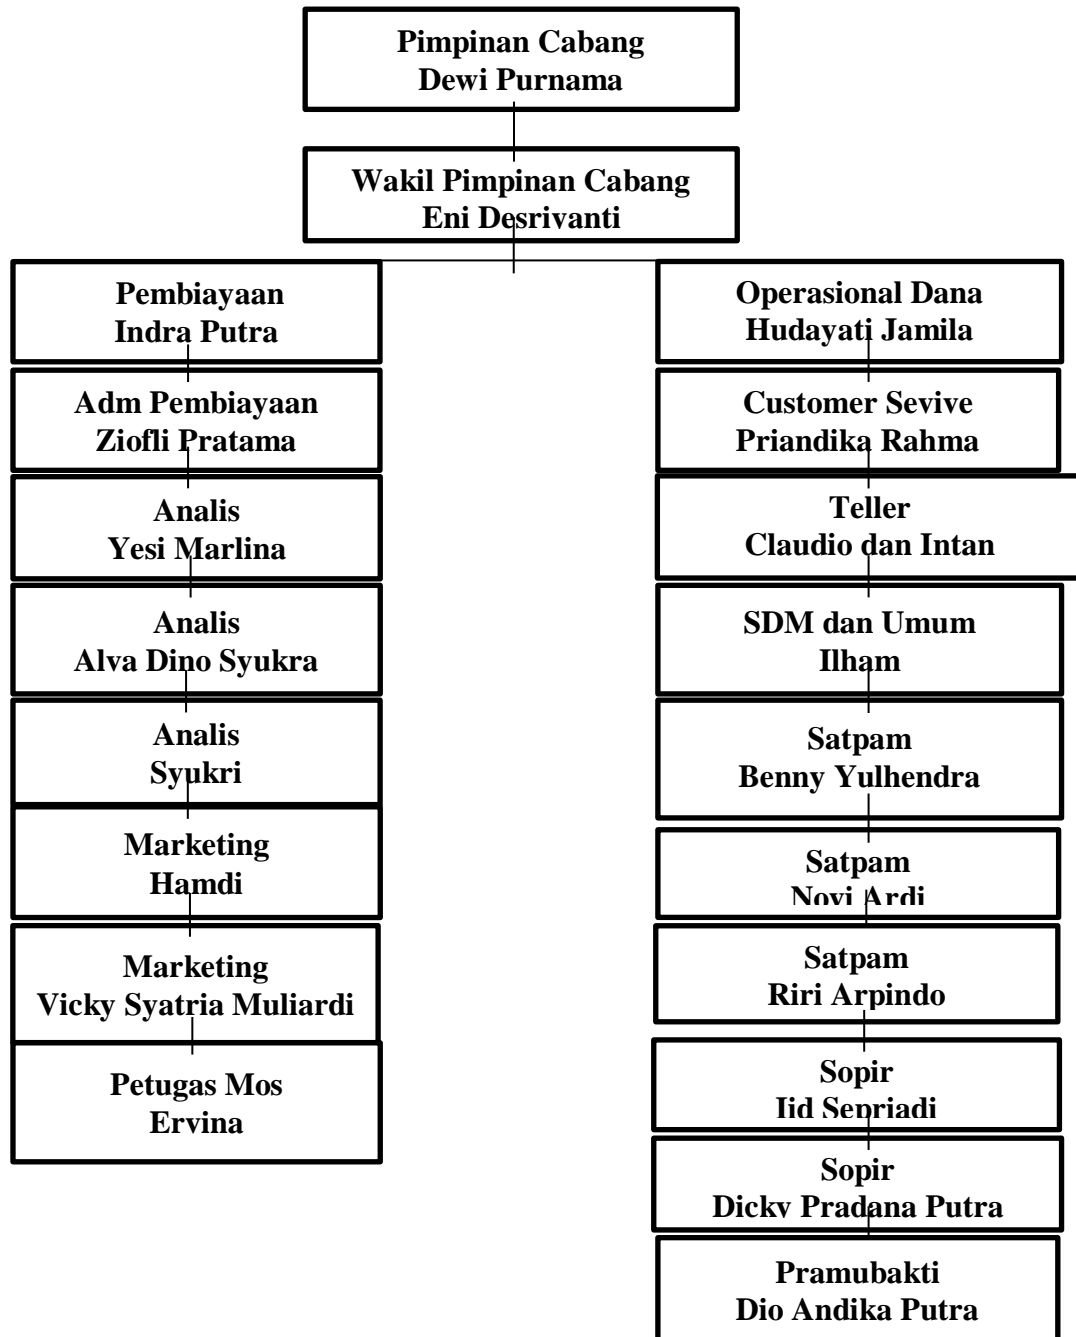 Pimpinan Cabang
Dewi Purnama
Wakil Pimpinan Cabang
Eni Desrivanti
Pembiayaan
Indra Putra
Adm Pembiayaan
Ziofli Pratama
Analis
Yesi Marlina
Analis
Alva Dino Syukra
Analis
Syukri
Marketing
Hamdi
Marketing
Vicky Syatria Muliardi
Petugas Mos
Ervina
Operasional Dana
Hudayati Jamila
Customer Sevive
Priandika Rahma
Teller
Claudio dan Intan
SDM dan Umum
Ilham
Satpam
Benny Yulhendra
Satpam
Novi Ardi
Satpam
Riri Arpindo
Sopir
Iid Sepriadi
Sopir
Dicky Pradana Putra
Pramubakti
Dio Andika Putra